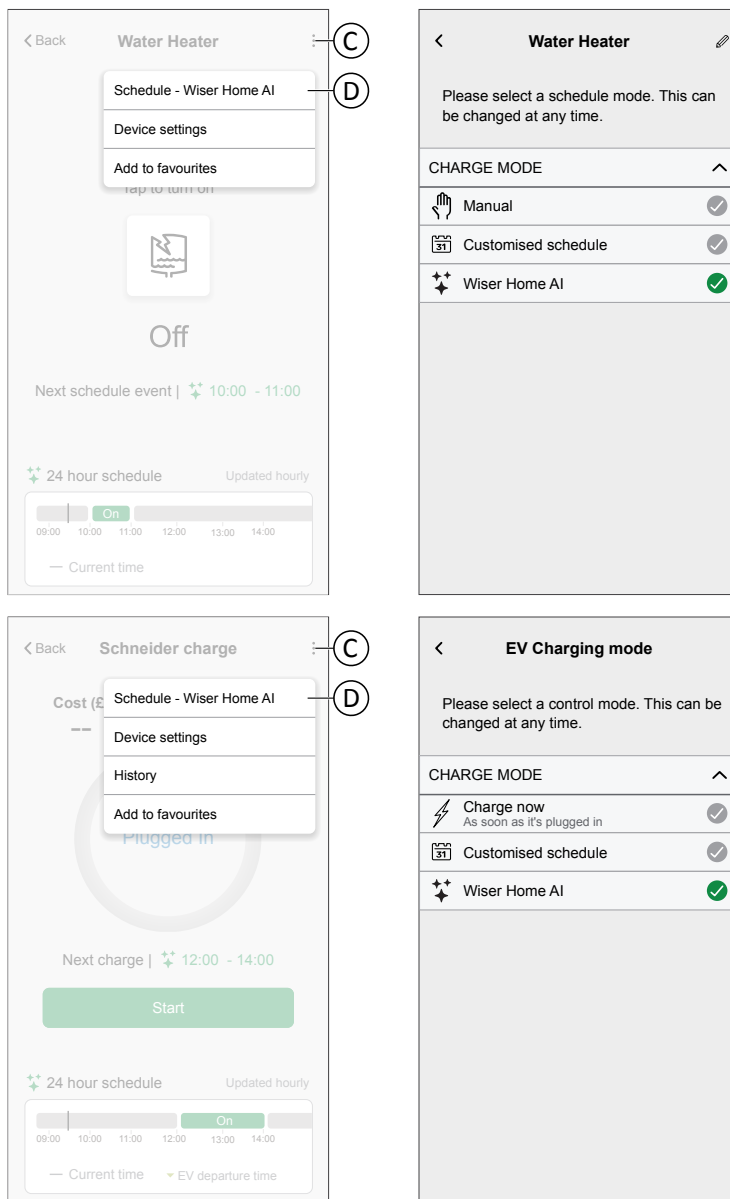 Back
Water Heater
C
Schedule - Wiser Home AI
D
Device settings
Add to favourites
Tap to turn on
Off
Next schedule event | 10:00 - 11:00
24 hour schedule
Updated hourly
On
09:00 10:00 11:00 12:00 13:00 14:00
Current time
Water Heater
Please select a schedule mode. This can
be changed at any time.
CHARGE MODE
Manual
31 Customised schedule
Wiser Home AI
Back
Schneider charge
C
Cost (£
--
Schedule - Wiser Home AI
D
Device settings
History
Add to favourites
Plugged In
Next charge | 12:00 - 14:00
Start
24 hour schedule
Updated hourly
On
09:00 10:00 11:00 12:00 13:00 14:00
Current time
EV departure time
EV Charging mode
Please select a control mode. This can be
changed at any time.
CHARGE MODE
Charge now
As soon as it's plugged in
31 Customised schedule
Wiser Home AI